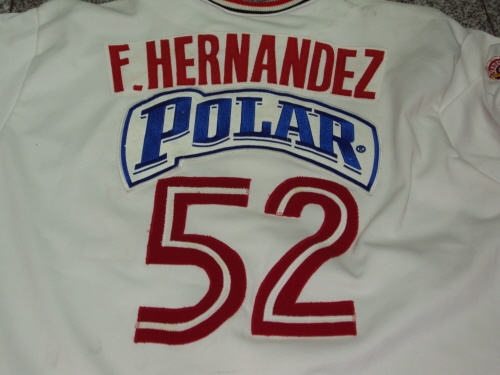 F. HERNANDEZ
POLAR®
52